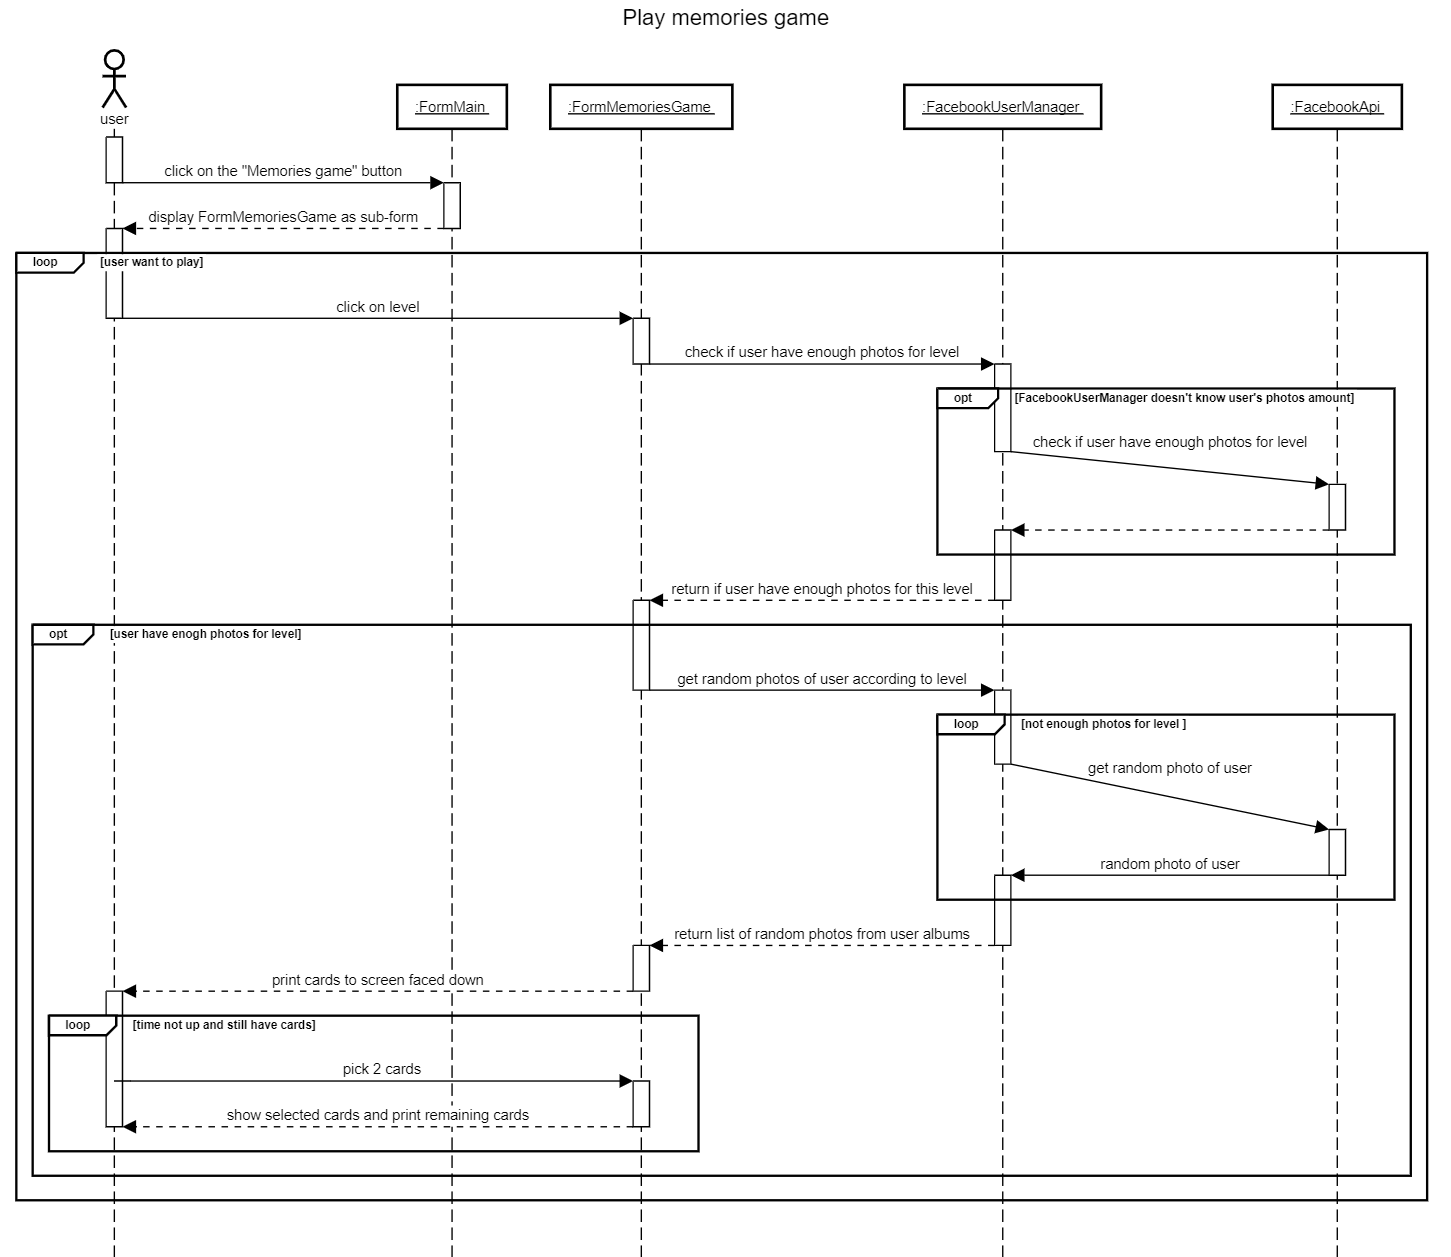 Play memories game
user
:FormMain
:FormMemoriesGame
:FacebookUserManager
:FacebookApi
click on the "Memories game" button
display FormMemoriesGame as sub-form
loop
[user want to play]
click on level
check if user have enough photos for level
opt
[FacebookUserManager doesn't know user's photos amount]
check if user have enough photos for level
return if user have enough photos for this level
opt
[user have enogh photos for level]
get random photos of user according to level
loop
[not enough photos for level ]
get random photo of user
random photo of user
return list of random photos from user albums
print cards to screen faced down
loop
[time not up and still have cards]
pick 2 cards
show selected cards and print remaining cards